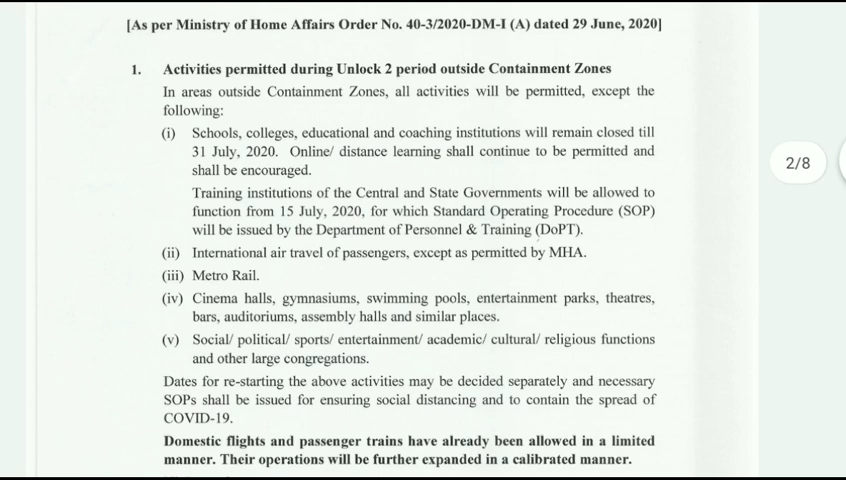 [As per Ministry of Home Affairs Order No. 40-3/2020-DM-I (A) dated 29 June, 2020]
1. Activities permitted during Unlock 2 period outside Containment Zones
In areas outside Containment Zones, all activities will be permitted, except the
following:
(i) Schools, colleges, educational and coaching institutions will remain closed till
31 July, 2020. Online/ distance learning shall continue to be permitted and
shall be encouraged.
Training institutions of the Central and State Governments will be allowed to
function from 15 July, 2020, for which Standard Operating Procedure (SOP)
will be issued by the Department of Personnel & Training (DoPT).
(ii) International air travel of passengers, except as permitted by MHA.
(iii) Metro Rail.
(iv) Cinema halls, gymnasiums, swimming pools, entertainment parks, theatres,
bars, auditoriums, assembly halls and similar places.
(v) Social/ political/ sports/ entertainment/ academic/ cultural/ religious functions
and other large congregations.
Dates for re-starting the above activities may be decided separately and necessary
SOPs shall be issued for ensuring social distancing and to contain the spread of
COVID-19.
Domestic flights and passenger trains have already been allowed in a limited
manner. Their operations will be further expanded in a calibrated manner.
2/8